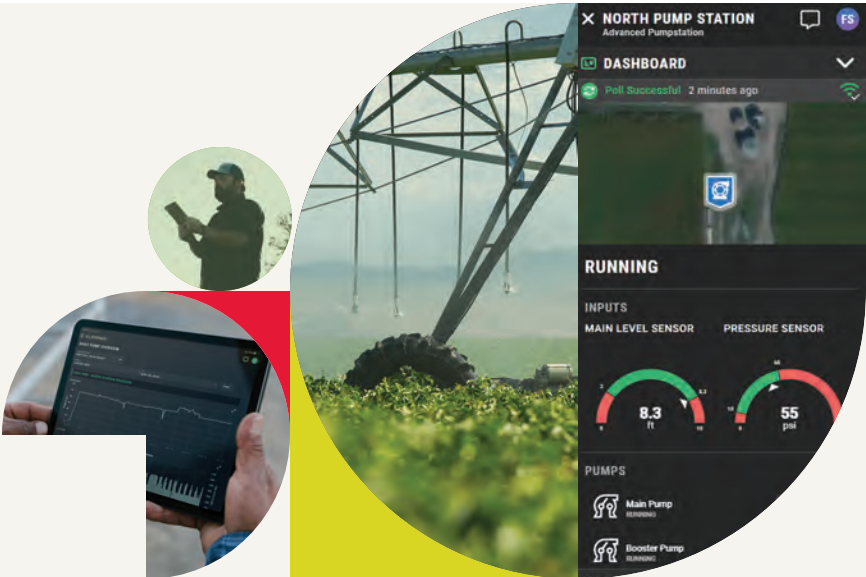 NORTH PUMP STATION
Advanced Pumpstation
FS
DASHBOARD
Poll Successful 2 minutes ago
RUNNING
INPUTS
MAIN LEVEL SENSOR
PRESSURE SENSOR
8.3
ft
55
psi
PUMPS
Main Pump
RUNNING
Booster Pump
RUNNING